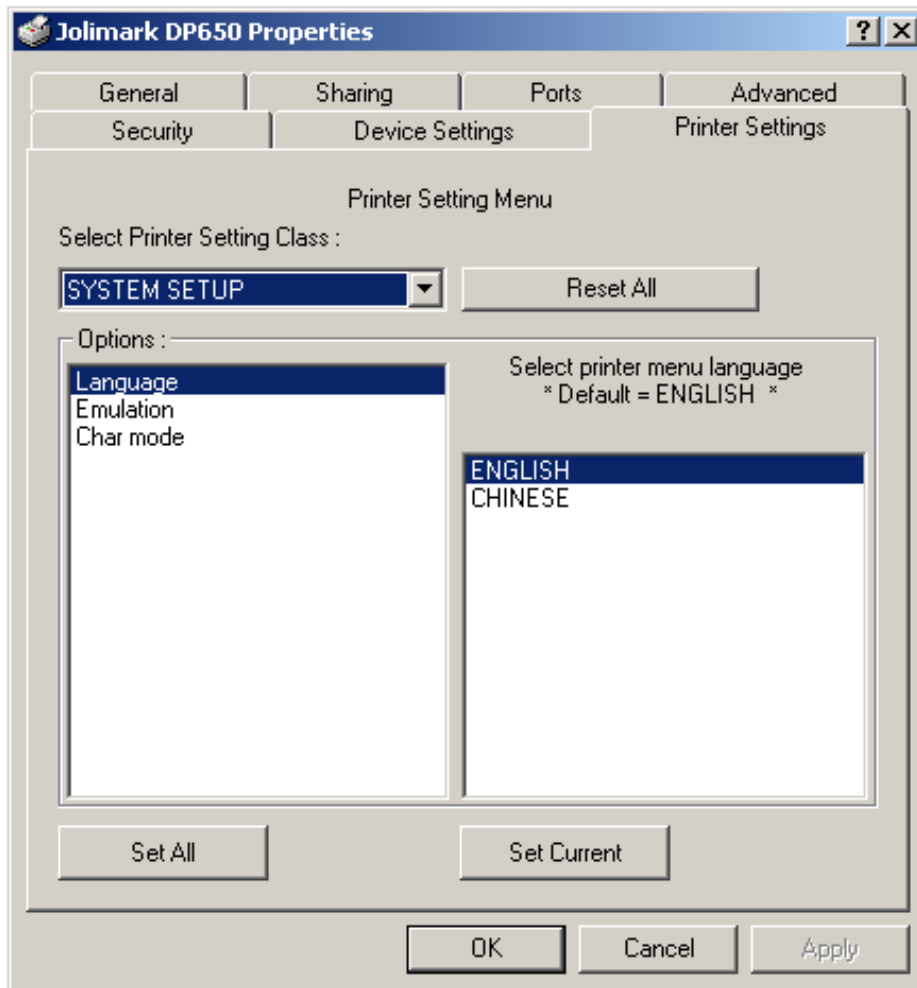 Jolimark DP650 Properties
General Sharing Ports Advanced
Security Device Settings Printer Settings
Printer Setting Menu
Select Printer Setting Class :
SYSTEM SETUP Reset All
Options :
Language
Emulation
Char mode
Select printer menu language
* Default = ENGLISH *
ENGLISH
CHINESE
Set All Set Current
OK Cancel Apply